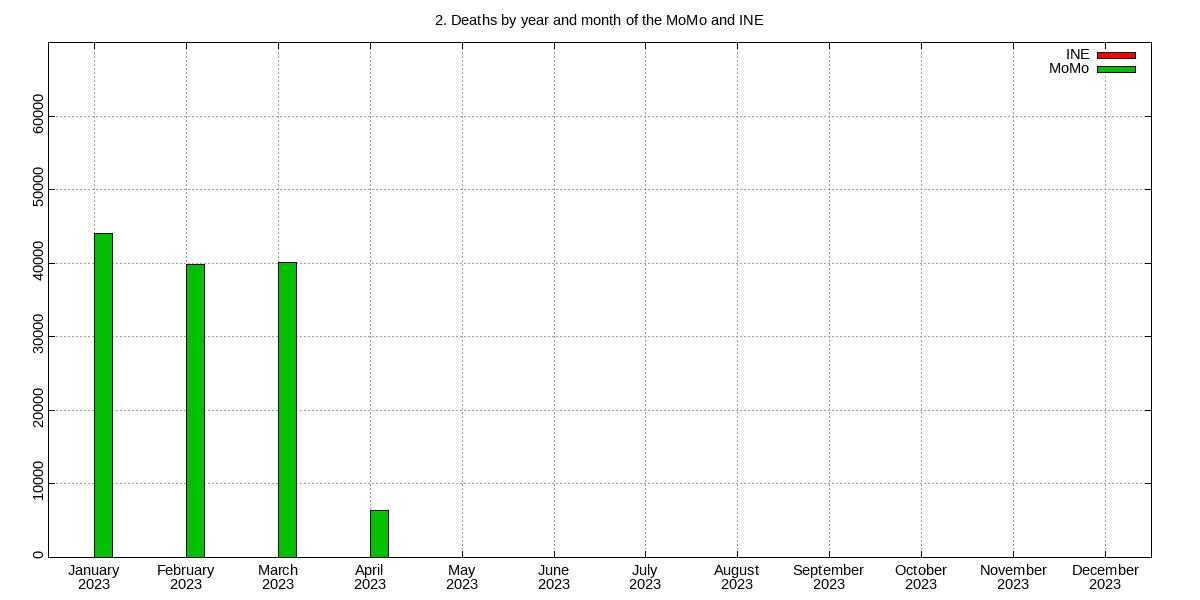 2. Deaths by year and month of the MoMo and INE
INE
MoMo
60000
50000
40000
30000
20000
10000
0
January February March April May June July August September October November December
2023 2023 2023 2023 2023 2023 2023 2023 2023 2023 2023 2023